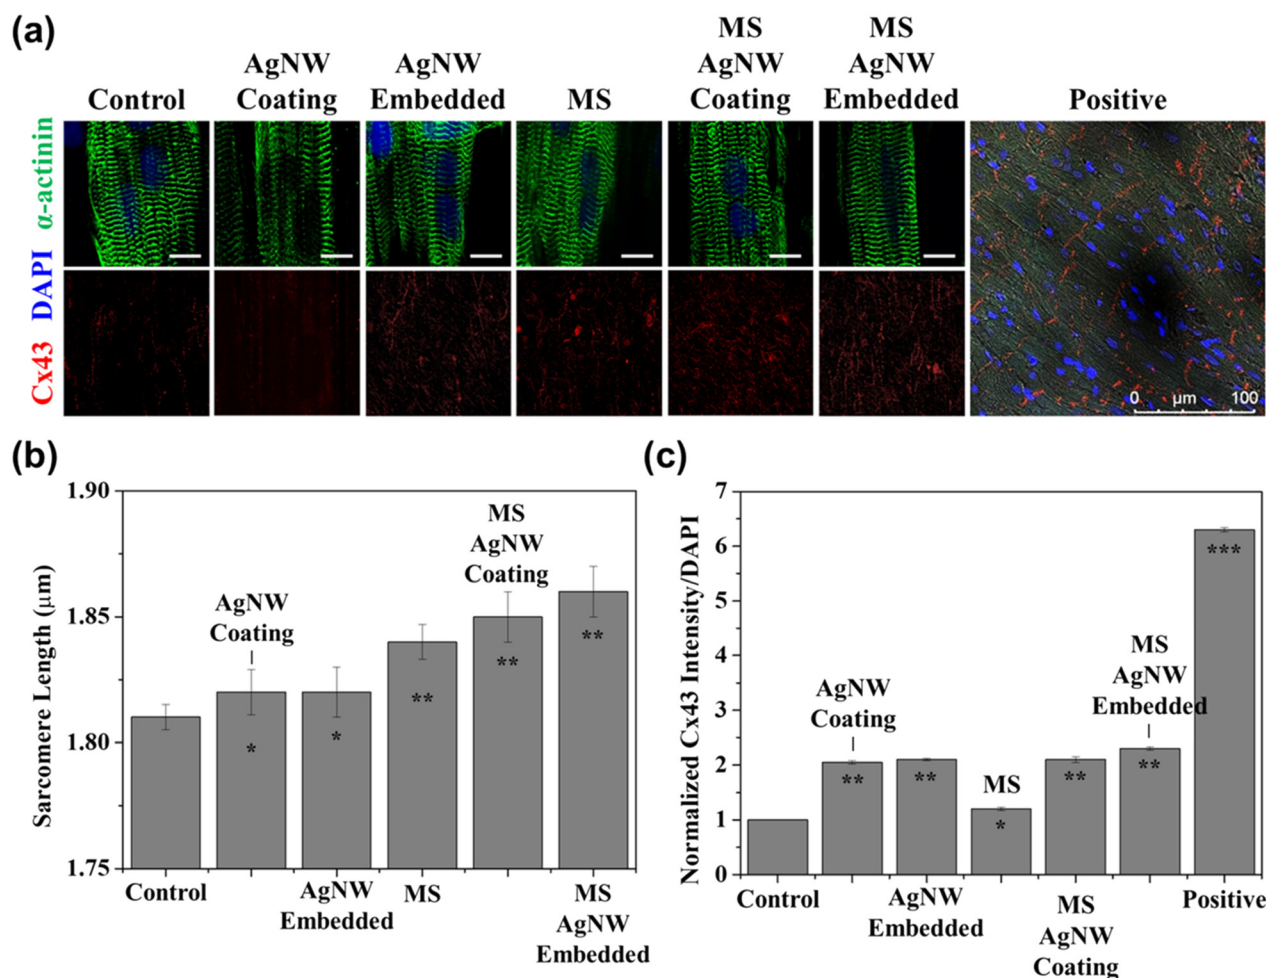 (a)
Control
AgNW
Coating
AgNW
Embedded
MS
MS
AgNW
Coating
MS
AgNW
Embedded
Positive
Cx43 DAPI α-actinin
0 μm 100
(b)
1.90
1.85
1.80
1.75
Sarcomere Length (μm)
AgNW
Coating
MS
AgNW
Coating
*
*
**
**
**
Control
AgNW
Embedded
MS
MS
AgNW
Embedded
(c)
7
6
5
4
3
2
1
0
Normalized Cx43 Intensity/DAPI
AgNW
Coating
MS
MS
AgNW
Embedded
**
**
*
**
**
***
Control
AgNW
Embedded
MS
AgNW
Coating
Positive